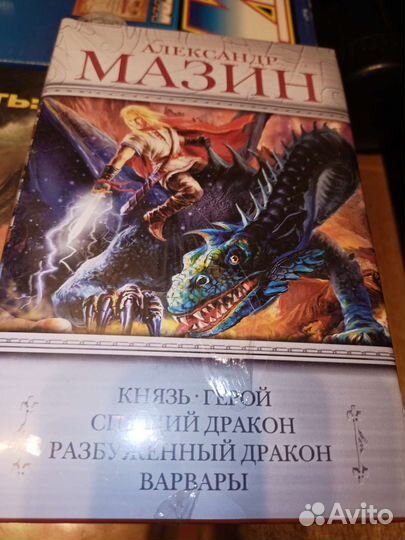 АЛЕКСАНДР
МАЗИН
КНЯЗЬ · ГЕРОЙ
СПЯЩИЙ ДРАКОН
РАЗБУЖЕННЫЙ ДРАКОН
ВАРВАРЫ
Avito